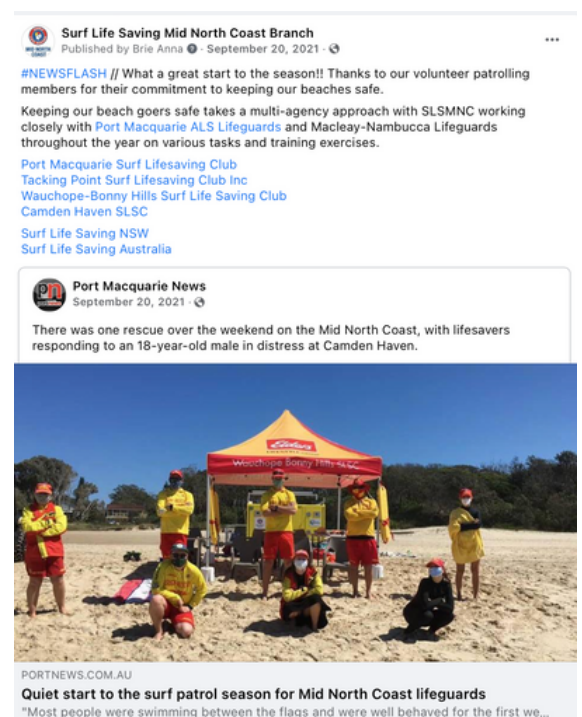 Surf Life Saving Mid North Coast Branch
Published by Brie Anna · September 20, 2021 ·
#NEWSFLASH // What a great start to the season!! Thanks to our volunteer patrolling
members for their commitment to keeping our beaches safe.
Keeping our beach goers safe takes a multi-agency approach with SLSMNC working
closely with Port Macquarie ALS Lifeguards and Macleay-Nambucca Lifeguards
throughout the year on various tasks and training exercises.
Port Macquarie Surf Lifesaving Club
Tacking Point Surf Lifesaving Club Inc
Wauchope-Bonny Hills Surf Life Saving Club
Camden Haven SLSC
Surf Life Saving NSW
Surf Life Saving Australia
pn
Port Macquarie News
September 20, 2021 ·
There was one rescue over the weekend on the Mid North Coast, with lifesavers
responding to an 18-year-old male in distress at Camden Haven.
Elders
Wauchope Bonny Hills SLSC
PORTNEWS.COM.AU
Quiet start to the surf patrol season for Mid North Coast lifeguards
"Most people were swimming between the flags and were well behaved for the first we...